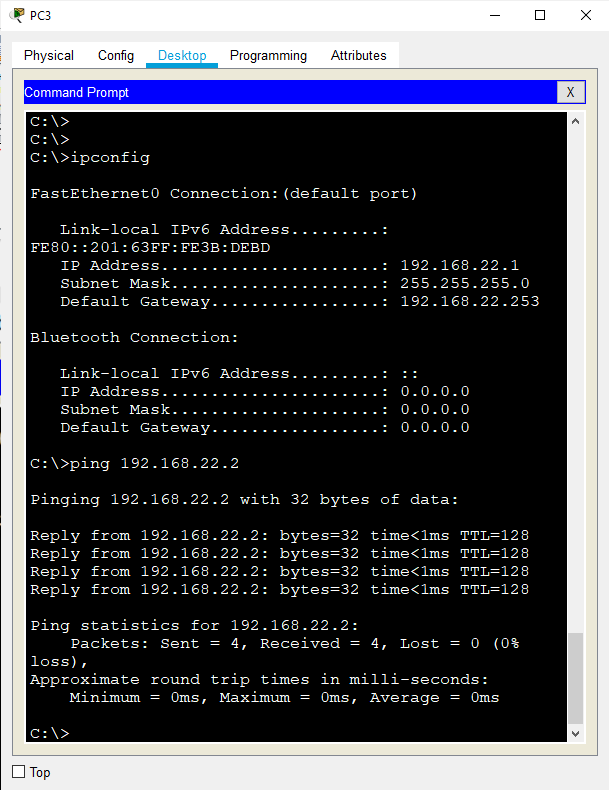 PC3
Physical Config Desktop Programming Attributes
Command Prompt X
C:\>
C:\>
C:\>ipconfig
FastEthernet0 Connection:(default port)
Link-local IPv6 Address.........:
FE80::201:63FF:FE3B:DEBD
IP Address......................: 192.168.22.1
Subnet Mask.....................: 255.255.255.0
Default Gateway.................: 192.168.22.253
Bluetooth Connection:
Link-local IPv6 Address.........: ::
IP Address......................: 0.0.0.0
Subnet Mask.....................: 0.0.0.0
Default Gateway.................: 0.0.0.0
C:\>ping 192.168.22.2
Pinging 192.168.22.2 with 32 bytes of data:
Reply from 192.168.22.2: bytes=32 time<1ms TTL=128
Reply from 192.168.22.2: bytes=32 time<1ms TTL=128
Reply from 192.168.22.2: bytes=32 time<1ms TTL=128
Reply from 192.168.22.2: bytes=32 time<1ms TTL=128
Ping statistics for 192.168.22.2:
Packets: Sent = 4, Received = 4, Lost = 0 (0%
loss),
Approximate round trip times in milli-seconds:
Minimum = 0ms, Maximum = 0ms, Average = 0ms
C:\>
Top